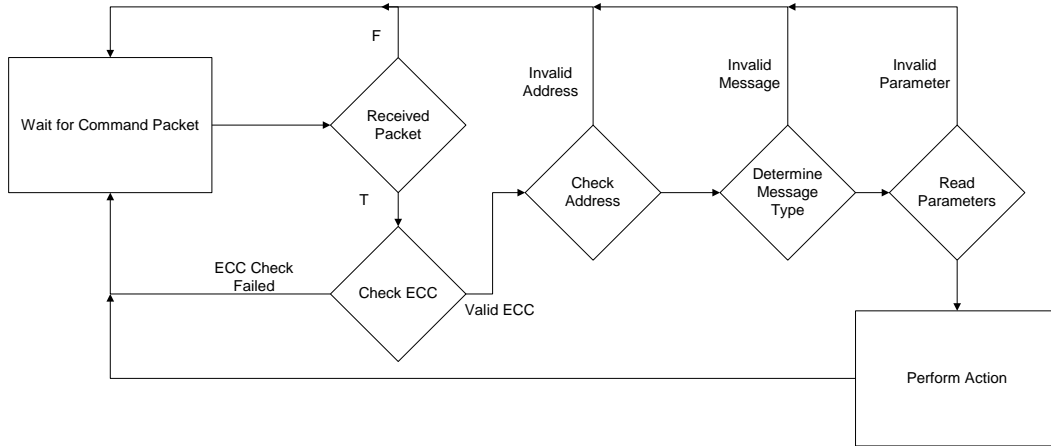 F
Invalid
Address
Invalid
Message
Invalid
Parameter
Wait for Command Packet
Received
Packet
T
Check
Address
Determine
Message
Type
Read
Parameters
ECC Check
Failed
Check ECC
Valid ECC
Perform Action